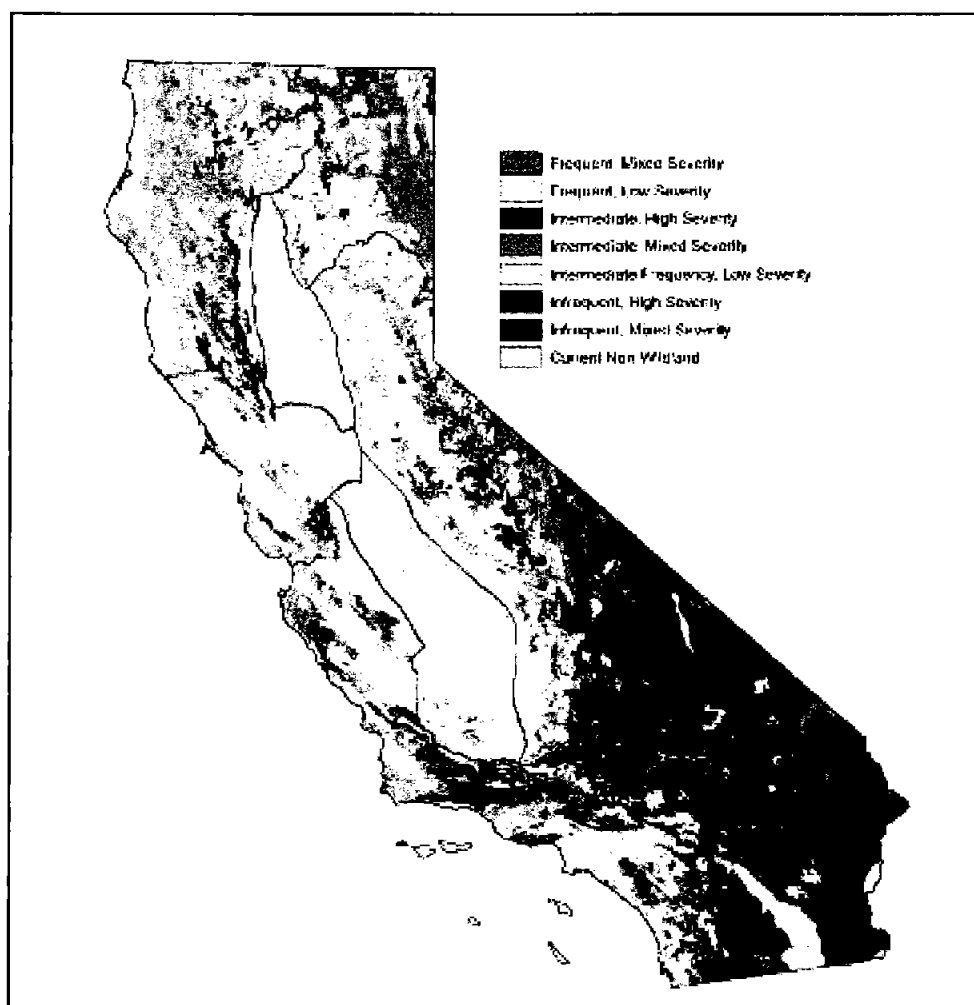 Frequent, Mixed Severity
Frequent, Low Severity
Intermediate, High Severity
Intermediate, Mixed Severity
Intermediate Frequency, Low Severity
Infrequent, High Severity
Infrequent, Mixed Severity
Current Non Wildland